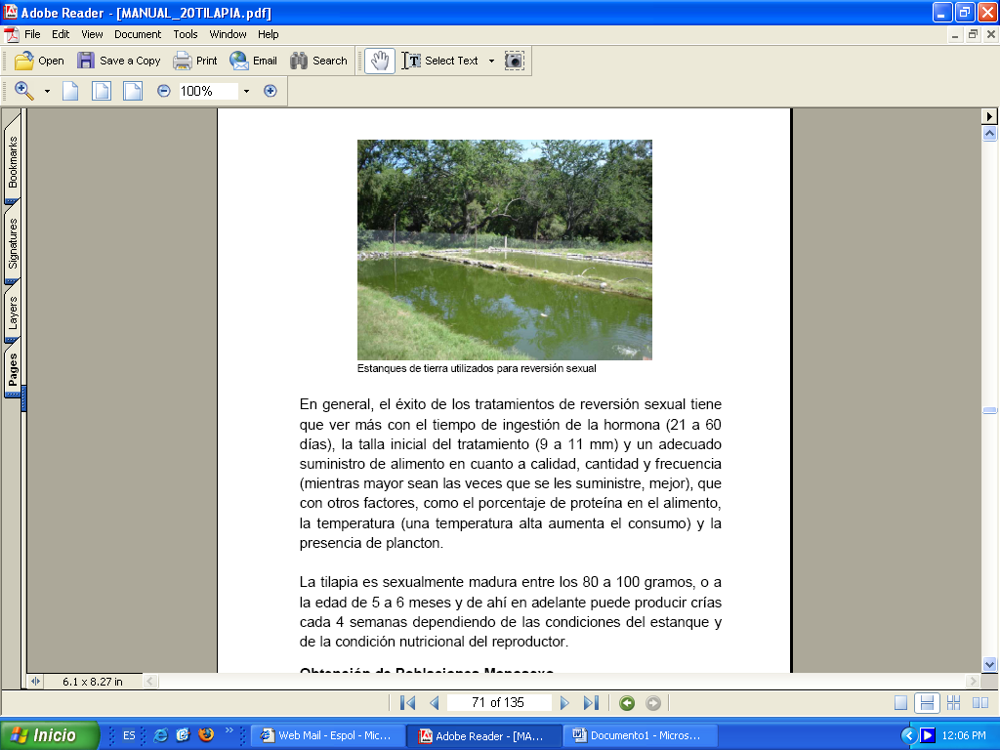 Adobe Reader - [MANUAL_20TILAPIA.pdf]
File Edit View Document Tools Window Help
Open Save a Copy Print Email Search Select Text
100%
Bookmarks
Signatures
Layers
Pages
Estanques de tierra utilizados para reversión sexual
En general, el éxito de los tratamientos de reversión sexual tiene
que ver más con el tiempo de ingestión de la hormona (21 a 60
días), la talla inicial del tratamiento (9 a 11 mm) y un adecuado
suministro de alimento en cuanto a calidad, cantidad y frecuencia
(mientras mayor sean las veces que se les suministre, mejor), que
con otros factores, como el porcentaje de proteína en el alimento,
la temperatura (una temperatura alta aumenta el consumo) y la
presencia de plancton.
La tilapia es sexualmente madura entre los 80 a 100 gramos, o a
la edad de 5 a 6 meses y de ahí en adelante puede producir crías
cada 4 semanas dependiendo de las condiciones del estanque y
de la condición nutricional del reproductor.
Obtención de Poblaciones Monosexo
6.1 x 8.27 in
71 of 135
Inicio ES Web Mail - Espol - Mic... Adobe Reader - [MA... Documento1 - Micros... 12:06 PM